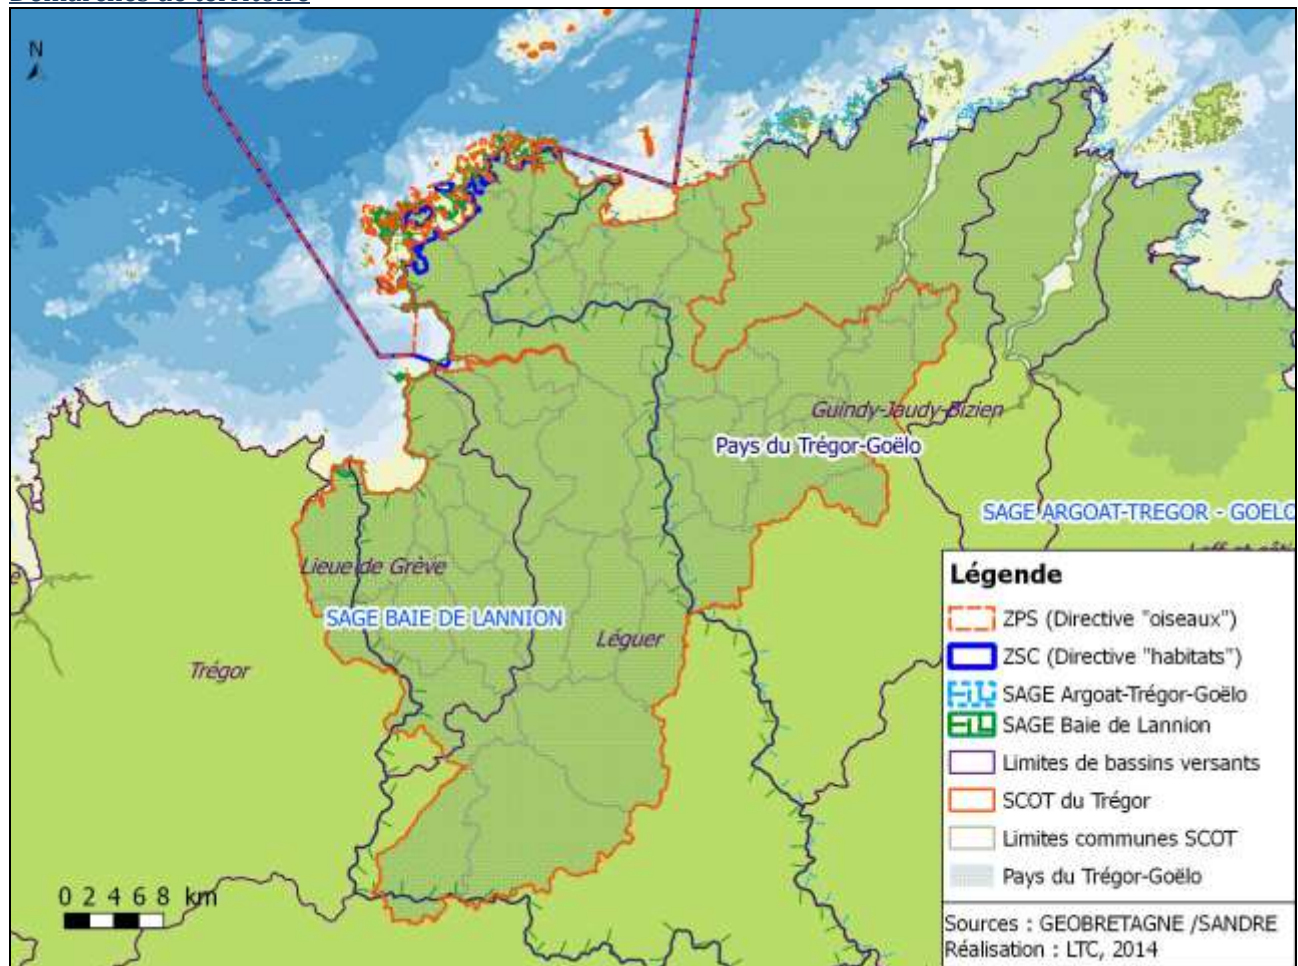 Démarches de territoire
N
Guindy-Jaudy-Bizien
Pays du Trégor-Goëlo
SAGE ARGOAT-TREGOR - GOELO
Lieue de Grève
SAGE BAIE DE LANNION
Léguer
Trégor
0 2 4 6 8 km
Légende
ZPS (Directive "oiseaux")
ZSC (Directive "habitats")
SAGE Argoat-Trégor-Goëlo
SAGE Baie de Lannion
Limites de bassins versants
SCOT du Trégor
Limites communes SCOT
Pays du Trégor-Goëlo
Sources : GEOBRETAGNE /SANDRE
Réalisation : LTC, 2014